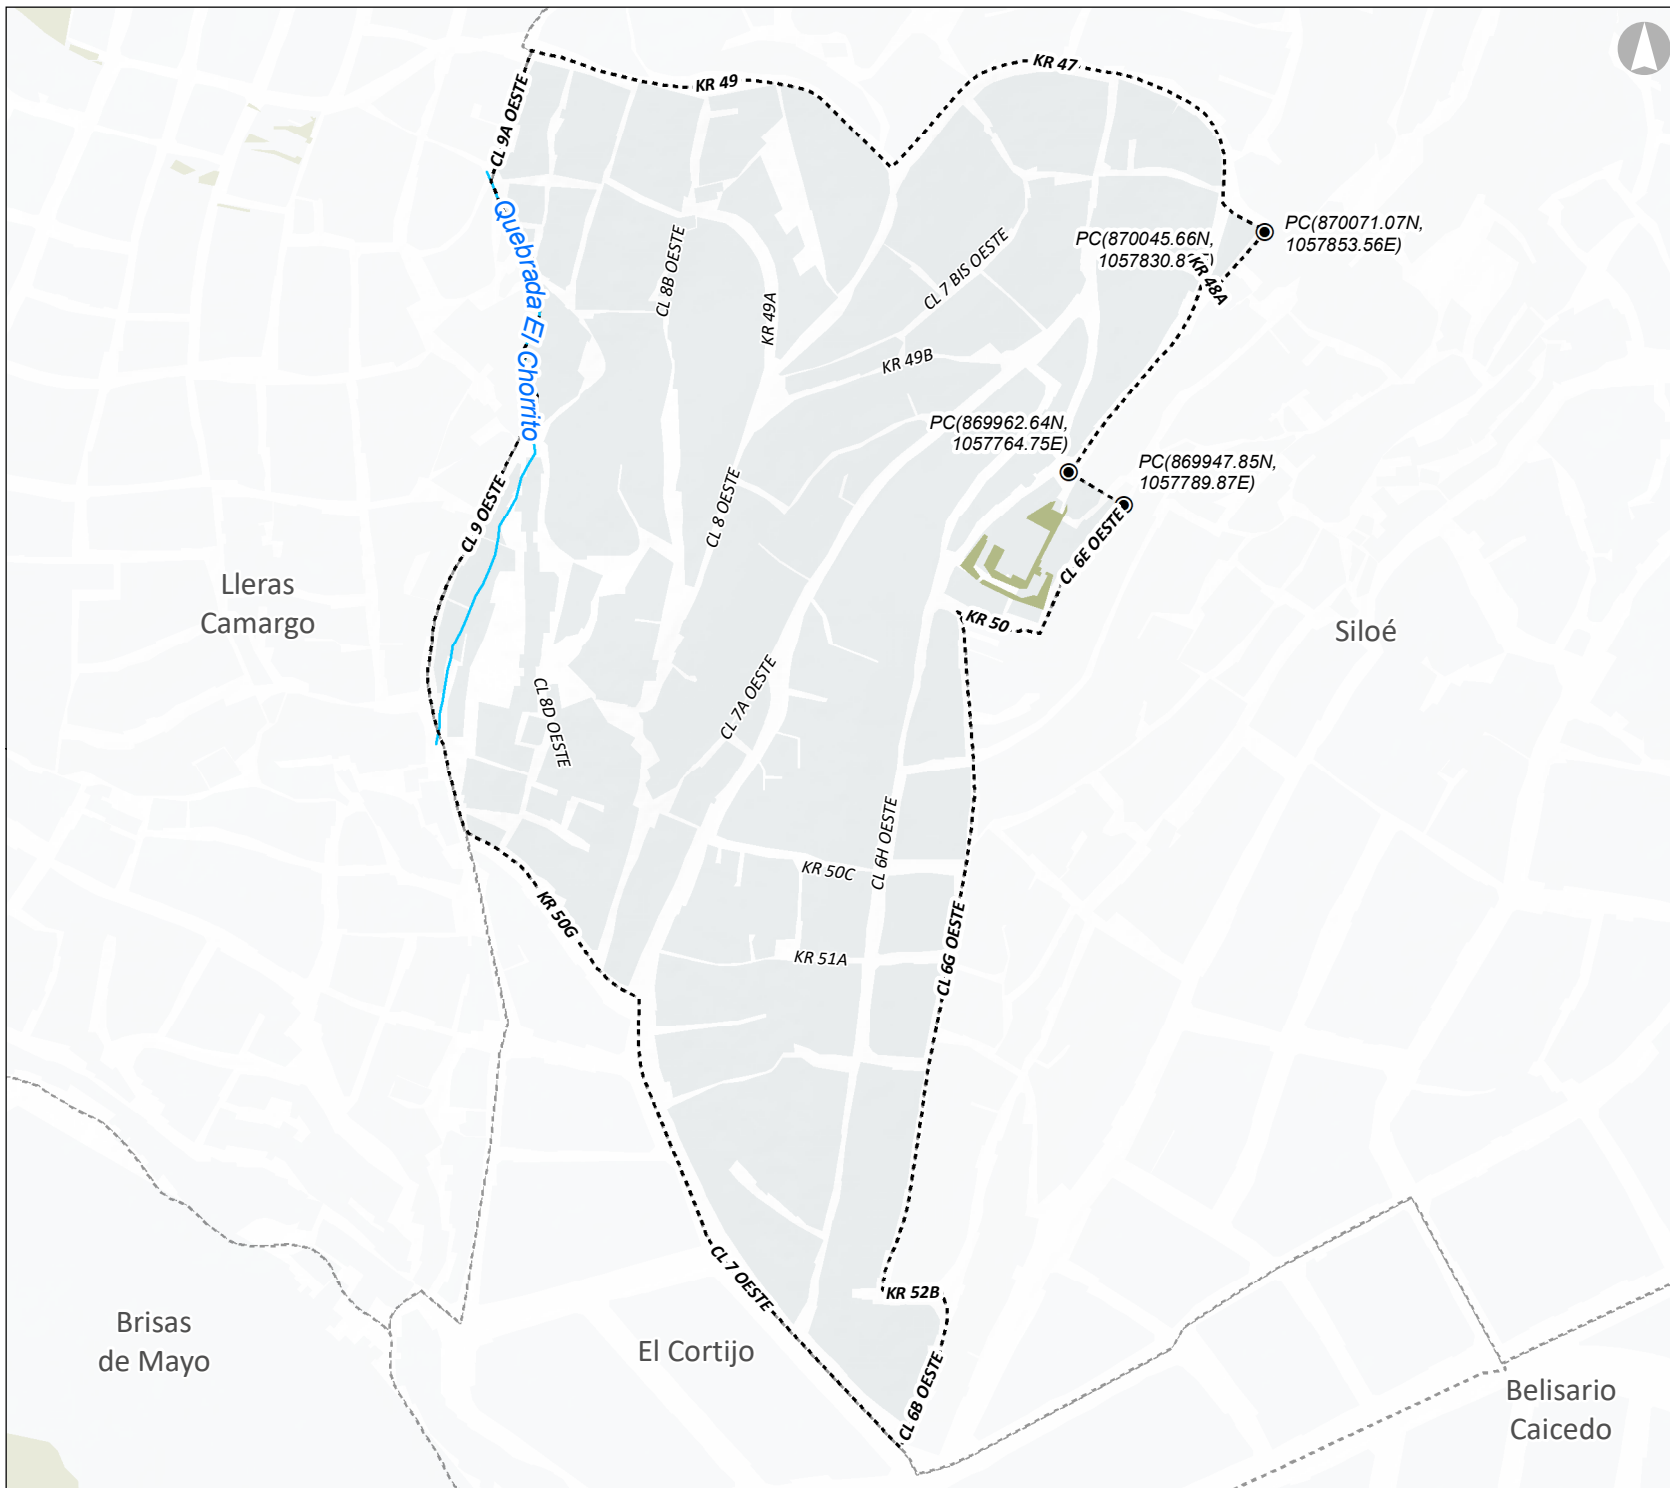 KR 47
KR 49
CL 9A OESTE
Quebrada El Chorrito
PC(870071.07N,
1057853.56E)
PC(870045.66N,
1057830.8
KR 48A
CL 8B OESTE
CL 7 BIS OESTE
KR 49A
KR 49B
PC(869962.64N,
1057764.75E)
PC(869947.85N,
1057789.87E)
CL 9 OESTE
CL 8 OESTE
CL 6E OESTE
Lleras
Camargo
KR 50
Siloé
CL 8D OESTE
CL 7A OESTE
CL 6H OESTE
KR 50C
KR 50G
CL 6G OESTE
KR 51A
CL 7 OESTE
KR 52B
Brisas
de Mayo
El Cortijo
CL 6B OESTE
Belisario
Caicedo